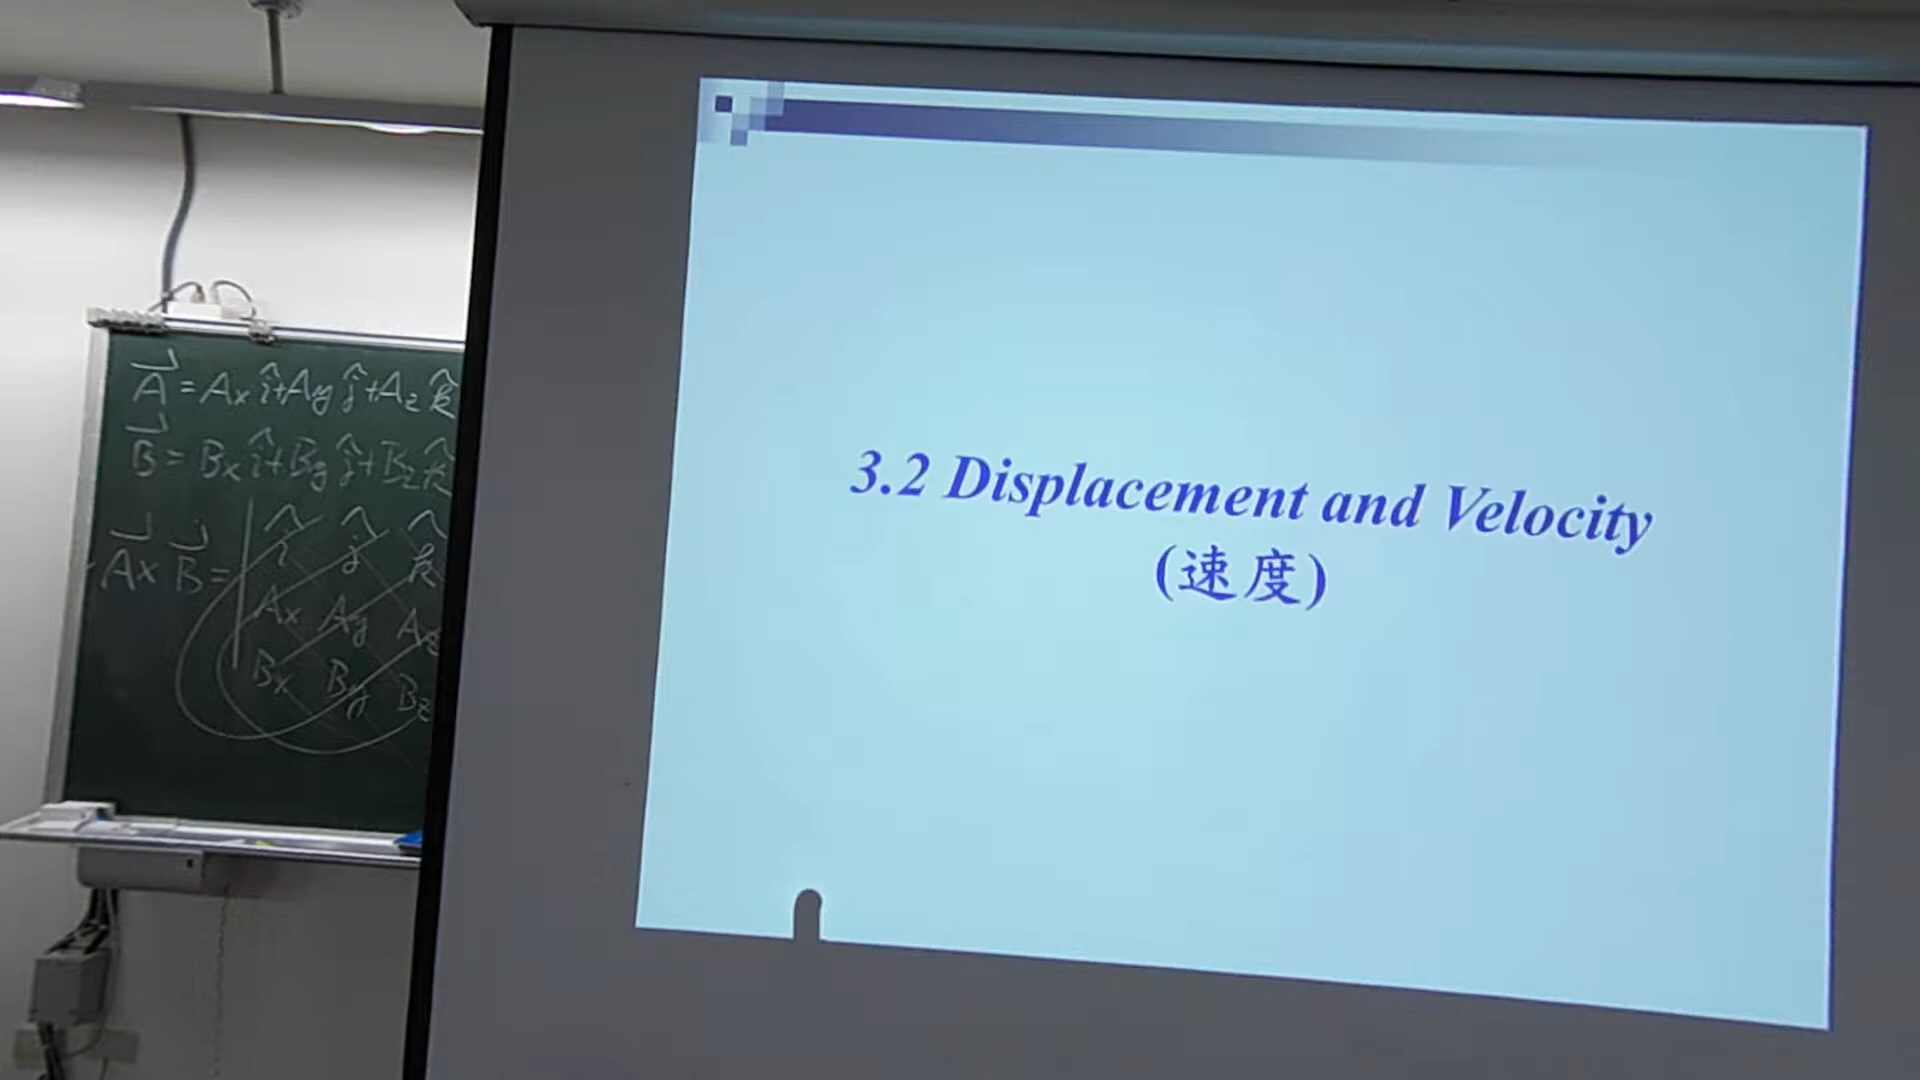 A⃗ = Ax î + Ay ĵ + Az k̂
B⃗ = Bx î + By ĵ + Bz k̂
A⃗ x B⃗ = | î ĵ k̂
Ax Ay Az
Bx By Bz
3.2 Displacement and Velocity
(速度)